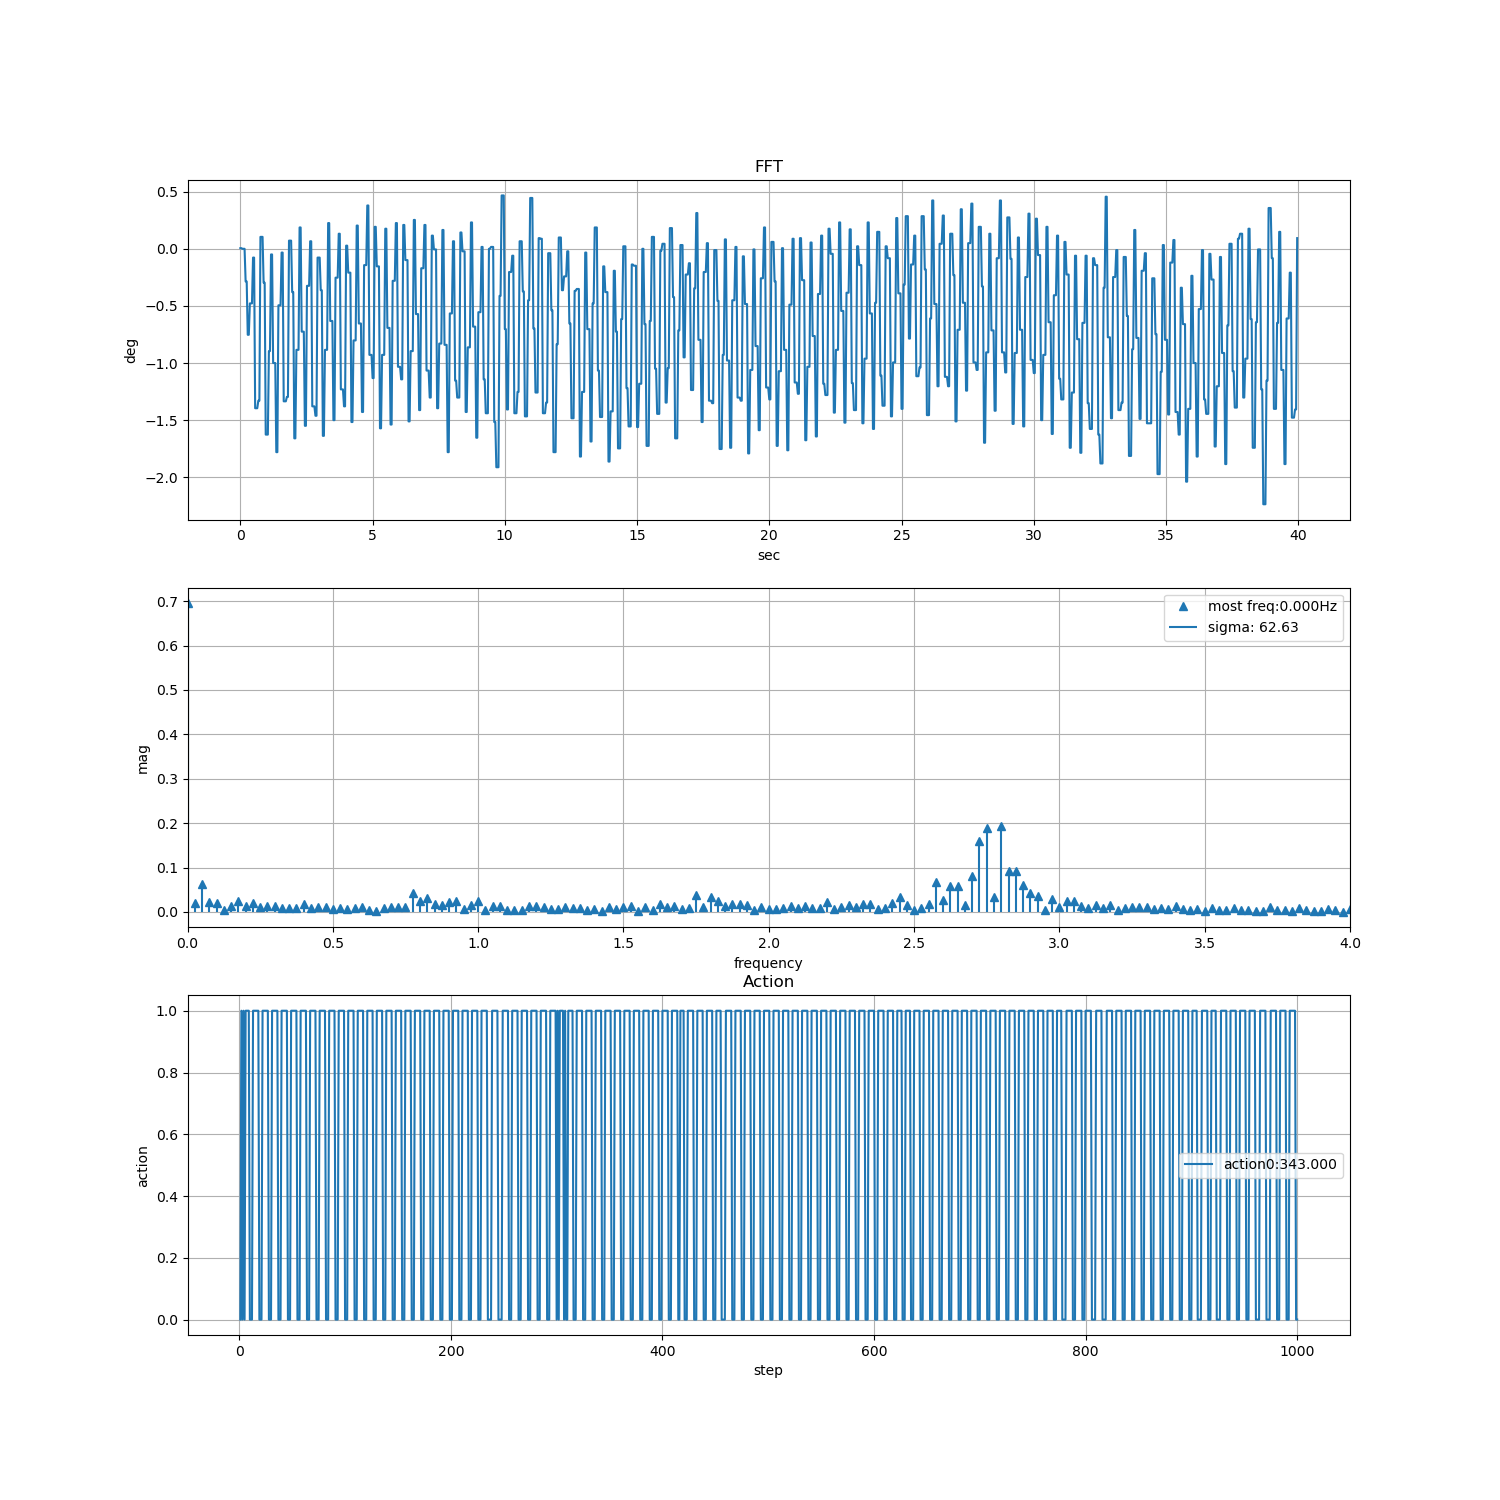 FFT
0.5
0.0
−0.5
−1.0
−1.5
−2.0
deg
0 5 10 15 20 25 30 35 40
sec
0.7
0.6
0.5
0.4
0.3
0.2
0.1
0.0
mag
most freq:0.000Hz
sigma: 62.63
0.0 0.5 1.0 1.5 2.0 2.5 3.0 3.5 4.0
frequency
Action
1.0
0.8
0.6
0.4
0.2
0.0
action
action0:343.000
0 200 400 600 800 1000
step